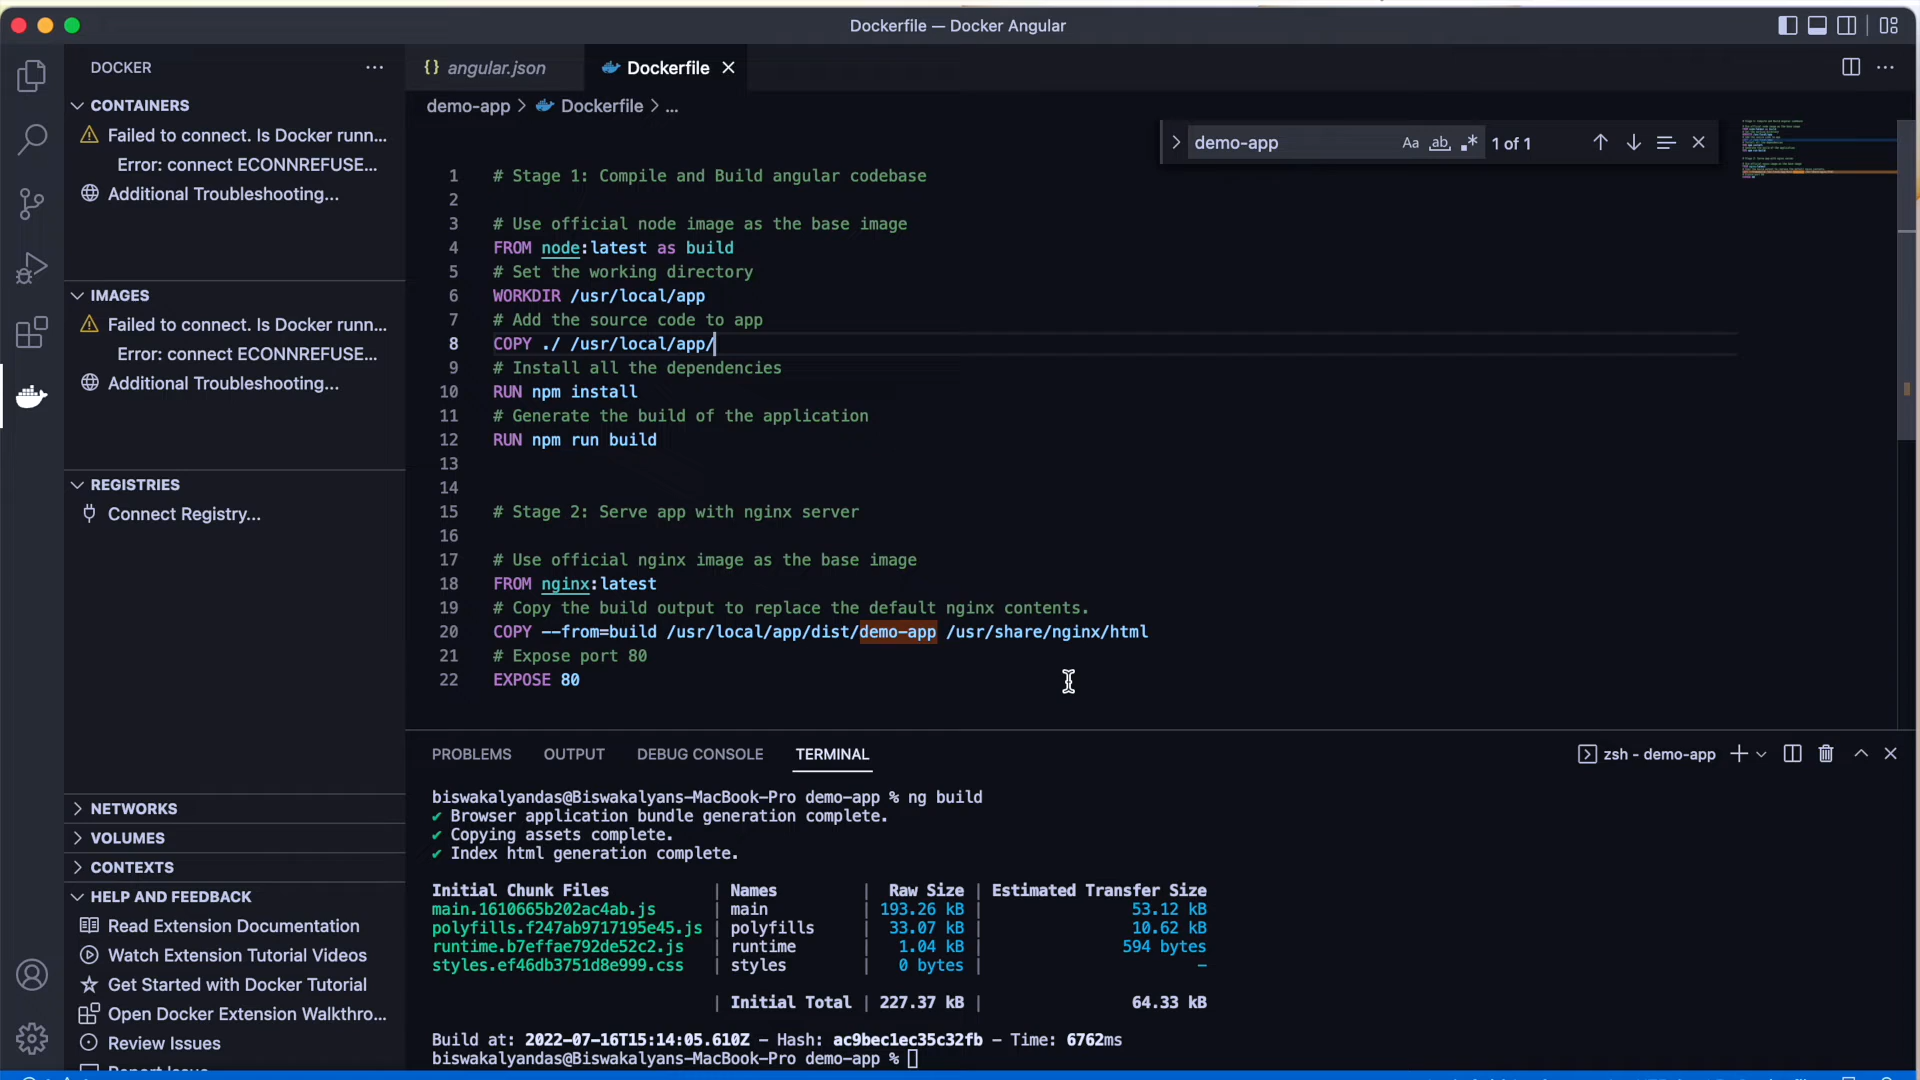 Dockerfile — Docker Angular
DOCKER
CONTAINERS
Failed to connect. Is Docker runn...
Error: connect ECONNREFUSE...
Additional Troubleshooting...
IMAGES
Failed to connect. Is Docker runn...
Error: connect ECONNREFUSE...
Additional Troubleshooting...
REGISTRIES
Connect Registry...
NETWORKS
VOLUMES
CONTEXTS
HELP AND FEEDBACK
Read Extension Documentation
Watch Extension Tutorial Videos
Get Started with Docker Tutorial
Open Docker Extension Walkthro...
Review Issues
{} angular.json
Dockerfile
demo-app > Dockerfile > ...
demo-app Aa ab .* 1 of 1
1 # Stage 1: Compile and Build angular codebase
2
3 # Use official node image as the base image
4 FROM node:latest as build
5 # Set the working directory
6 WORKDIR /usr/local/app
7 # Add the source code to app
8 COPY ./ /usr/local/app/
9 # Install all the dependencies
10 RUN npm install
11 # Generate the build of the application
12 RUN npm run build
13
14
15 # Stage 2: Serve app with nginx server
16
17 # Use official nginx image as the base image
18 FROM nginx:latest
19 # Copy the build output to replace the default nginx contents.
20 COPY --from=build /usr/local/app/dist/demo-app /usr/share/nginx/html
21 # Expose port 80
22 EXPOSE 80
PROBLEMS OUTPUT DEBUG CONSOLE TERMINAL
zsh - demo-app
biswakalyandas@Biswakalyans-MacBook-Pro demo-app % ng build
✔ Browser application bundle generation complete.
✔ Copying assets complete.
✔ Index html generation complete.
Initial Chunk Files | Names | Raw Size | Estimated Transfer Size
main.1610665b202ac4ab.js | main | 193.26 kB | 53.12 kB
polyfills.f247ab9717195e45.js | polyfills | 33.07 kB | 10.62 kB
runtime.b7effae792de52c2.js | runtime | 1.04 kB | 594 bytes
styles.ef46db3751d8e999.css | styles | 0 bytes | -
| Initial Total | 227.37 kB | 64.33 kB
Build at: 2022-07-16T15:14:05.610Z - Hash: ac9bec1ec35c32fb - Time: 6762ms
biswakalyandas@Biswakalyans-MacBook-Pro demo-app %